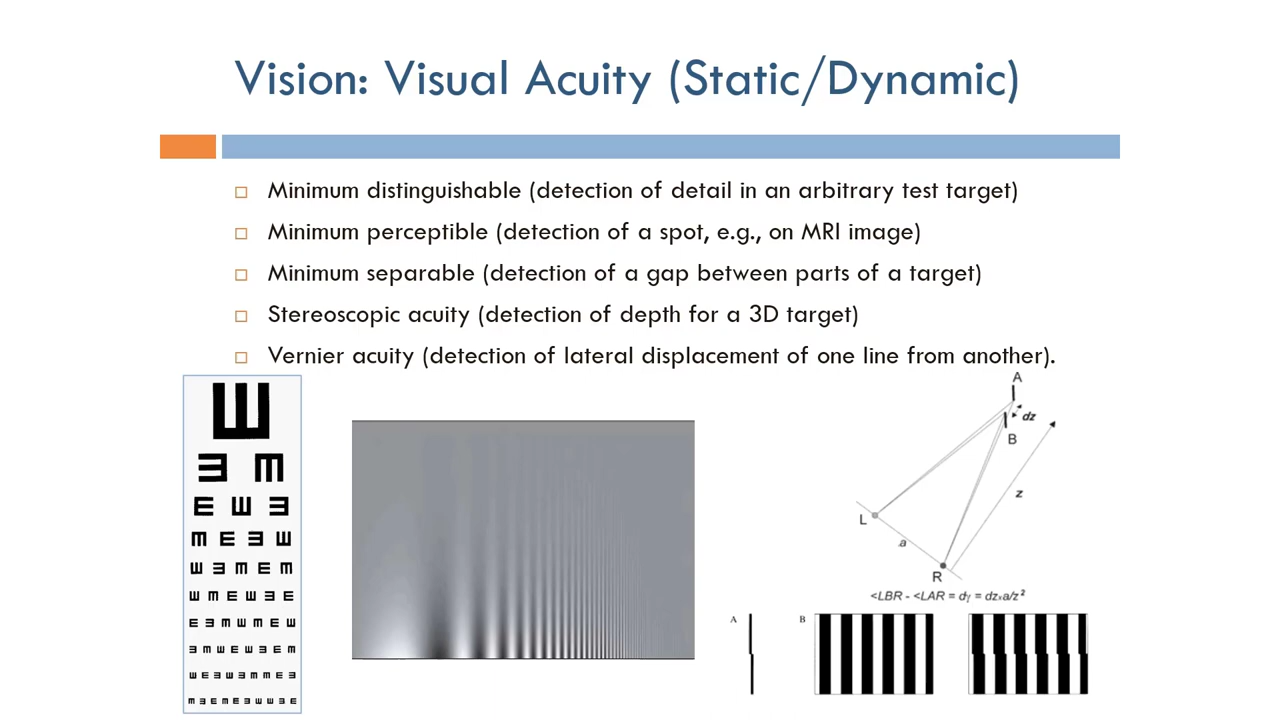 Vision: Visual Acuity (Static/Dynamic)
Minimum distinguishable (detection of detail in an arbitrary test target)
Minimum perceptible (detection of a spot, e.g., on MRI image)
Minimum separable (detection of a gap between parts of a target)
Stereoscopic acuity (detection of depth for a 3D target)
Vernier acuity (detection of lateral displacement of one line from another).
A
dz
B
z
L
a
R
<LBR - <LAR = dγ = dz×a/z²
A
B